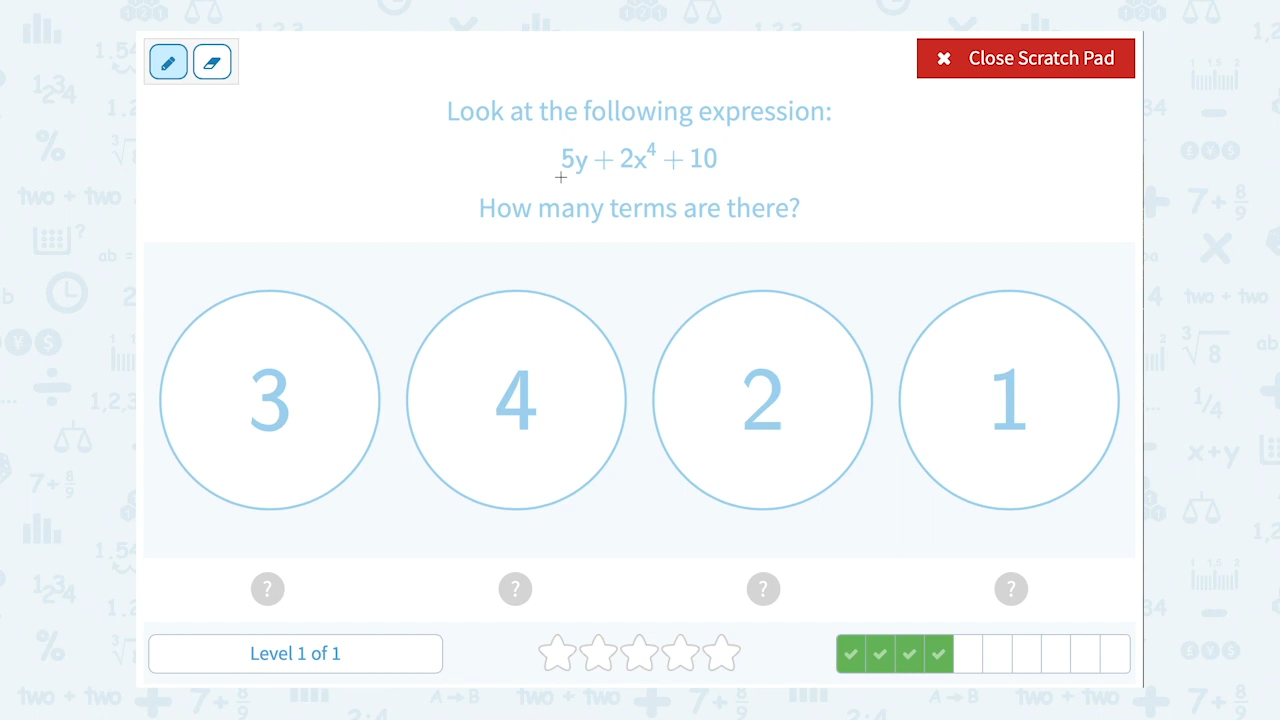 Close Scratch Pad
Look at the following expression:
5y + 2x⁴ + 10
How many terms are there?
3 4 2 1
? ? ? ?
Level 1 of 1